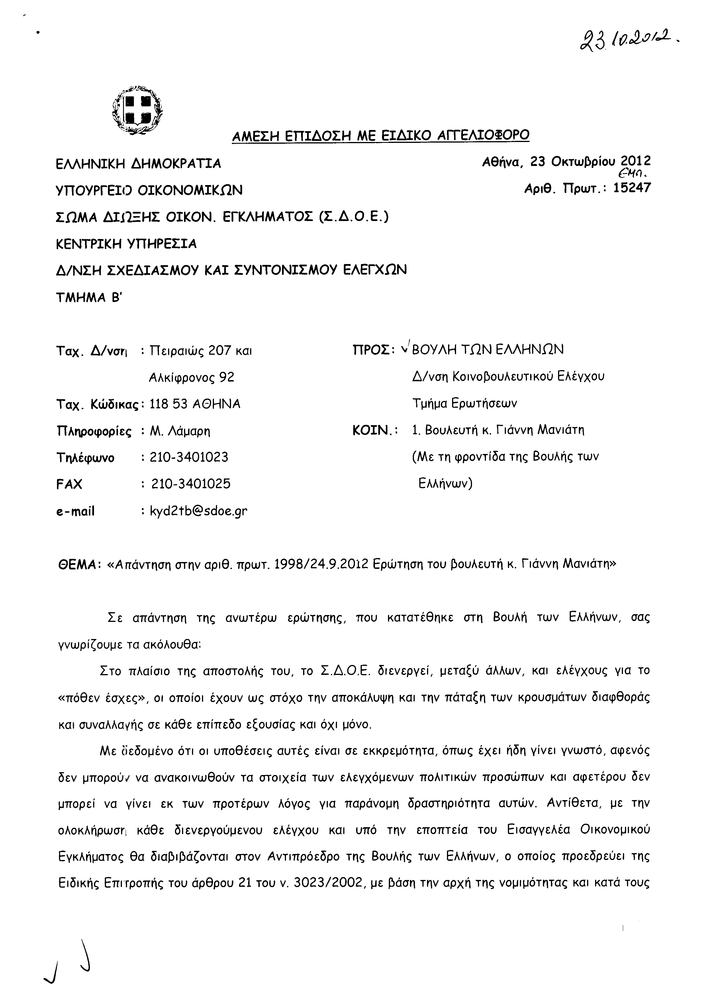 23.10.2012.
ΑΜΕΣΗ ΕΠΙΔΟΣΗ ΜΕ ΕΙΔΙΚΟ ΑΓΓΕΛΙΟΦΟΡΟ
ΕΛΛΗΝΙΚΗ ΔΗΜΟΚΡΑΤΙΑ
Αθήνα, 23 Οκτωβρίου 2012
Εμπ.
ΥΠΟΥΡΓΕΙΟ ΟΙΚΟΝΟΜΙΚΩΝ
Αριθ. Πρωτ.: 15247
ΣΩΜΑ ΔΙΩΞΗΣ ΟΙΚΟΝ. ΕΓΚΛΗΜΑΤΟΣ (Σ.Δ.Ο.Ε.)
ΚΕΝΤΡΙΚΗ ΥΠΗΡΕΣΙΑ
Δ/ΝΣΗ ΣΧΕΔΙΑΣΜΟΥ ΚΑΙ ΣΥΝΤΟΝΙΣΜΟΥ ΕΛΕΓΧΩΝ
ΤΜΗΜΑ Β'
Ταχ. Δ/νση : Πειραιώς 207 και
Αλκίφρονος 92
Ταχ. Κώδικας : 118 53 ΑΘΗΝΑ
Πληροφορίες : Μ. Λάμαρη
Τηλέφωνο : 210-3401023
FAX : 210-3401025
e-mail : kyd2tb@sdoe.gr
ΠΡΟΣ: ΒΟΥΛΗ ΤΩΝ ΕΛΛΗΝΩΝ
Δ/νση Κοινοβουλευτικού Ελέγχου
Τμήμα Ερωτήσεων
ΚΟΙΝ.: 1. Βουλευτή κ. Γιάννη Μανιάτη
(Με τη φροντίδα της Βουλής των
Ελλήνων)
ΘΕΜΑ: «Απάντηση στην αριθ. πρωτ. 1998/24.9.2012 Ερώτηση του βουλευτή κ. Γιάννη Μανιάτη»
Σε απάντηση της ανωτέρω ερώτησης, που κατατέθηκε στη Βουλή των Ελλήνων, σας
γνωρίζουμε τα ακόλουθα:
Στο πλαίσιο της αποστολής του, το Σ.Δ.Ο.Ε. διενεργεί, μεταξύ άλλων, και ελέγχους για το
«πόθεν έσχες», οι οποίοι έχουν ως στόχο την αποκάλυψη και την πάταξη των κρουσμάτων διαφθοράς
και συναλλαγής σε κάθε επίπεδο εξουσίας και όχι μόνο.
Με δεδομένο ότι οι υποθέσεις αυτές είναι σε εκκρεμότητα, όπως έχει ήδη γίνει γνωστό, αφενός
δεν μπορούν να ανακοινωθούν τα στοιχεία των ελεγχόμενων πολιτικών προσώπων και αφετέρου δεν
μπορεί να γίνει εκ των προτέρων λόγος για παράνομη δραστηριότητα αυτών. Αντίθετα, με την
ολοκλήρωση κάθε διενεργούμενου ελέγχου και υπό την εποπτεία του Εισαγγελέα Οικονομικού
Εγκλήματος θα διαβιβάζονται στον Αντιπρόεδρο της Βουλής των Ελλήνων, ο οποίος προεδρεύει της
Ειδικής Επιτροπής του άρθρου 21 του ν. 3023/2002, με βάση την αρχή της νομιμότητας και κατά τους